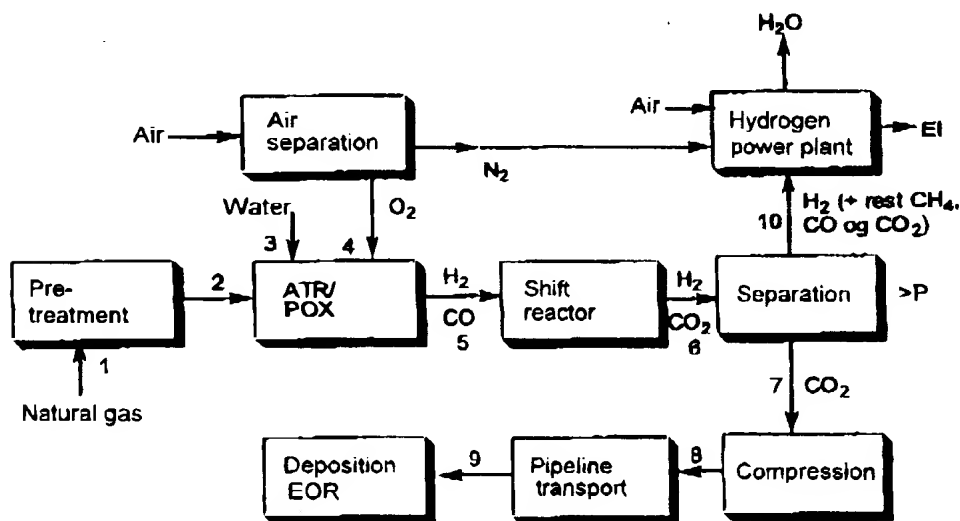 H₂O
Air
Air
separation
Air
Hydrogen
power plant
El
N₂
Water
O₂
H₂ (+ rest CH₄,
CO og CO₂)
10
3
4
2
Pre-
treatment
ATR/
POX
H₂
CO
5
Shift
reactor
H₂
CO₂
6
Separation
>P
1
Natural gas
7
CO₂
Deposition
EOR
9
Pipeline
transport
8
Compression